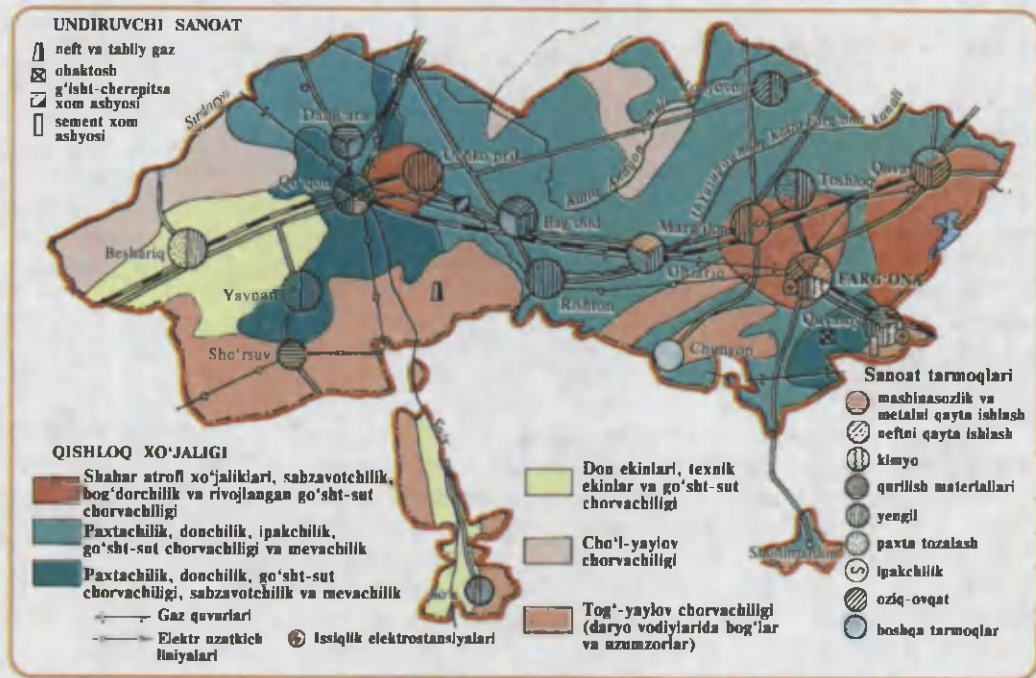 UNDIRUVCHI SANOAT
neft va tabiiy gaz
ohaktosh
g'isht-cherepitsa
xom ashyosi
sement xom
ashyosi
Sirdaryo
Dang'ara
Qo'qon
Beshariq
Yaypan
Sho'rsuv
Bag'dod
Rishton
Oltiariq
Marg'ilon
Toshloq
Quva
FARG'ONA
Quvasoy
Chimyon
Shohimardon
QISHLOQ XO'JALIGI
Shahar atrofi xo'jaliklari, sabzavotchilik,
bog'dorchilik va rivojlangan go'sht-sut
chorvachiligi
Paxtachilik, donchilik, ipakchilik,
go'sht-sut chorvachiligi va mevachilik
Paxtachilik, donchilik, go'sht-sut
chorvachiligi, sabzavotchilik va mevachilik
Gaz quvurlari
Elektr uzatkich
liniyalari
Issiqlik elektrostansiyalari
Don ekinlari, texnik
ekinlar va go'sht-sut
chorvachiligi
Cho'l-yaylov
chorvachiligi
Tog'-yaylov chorvachiligi
(daryo vodiylarida bog'lar
va uzumzorlar)
Sanoat tarmoqlari
mashinasozlik va
metalni qayta ishlash
neftni qayta ishlash
kimyo
qurilish materiallari
yengil
paxta tozalash
ipakchilik
oziq-ovqat
boshqa tarmoqlar